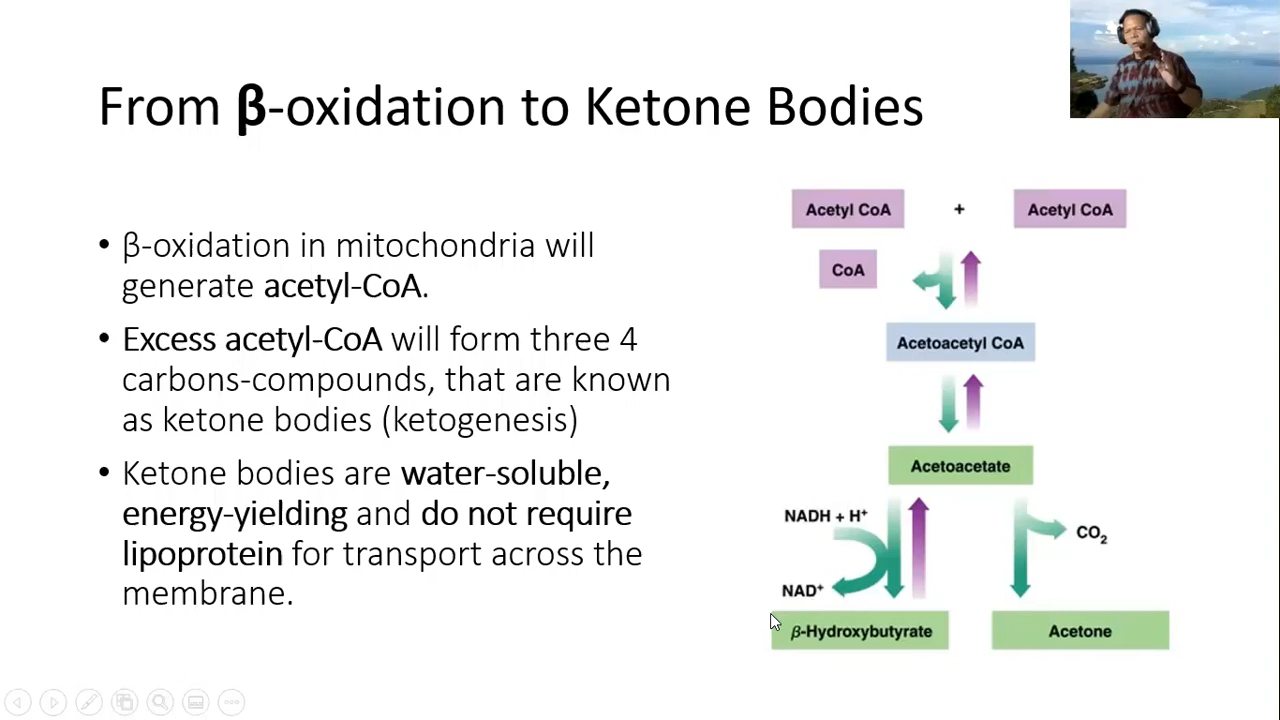 From β-oxidation to Ketone Bodies
• β-oxidation in mitochondria will
generate acetyl-CoA.
• Excess acetyl-CoA will form three 4
carbons-compounds, that are known
as ketone bodies (ketogenesis)
• Ketone bodies are water-soluble,
energy-yielding and do not require
lipoprotein for transport across the
membrane.
Acetyl CoA + Acetyl CoA
CoA
Acetoacetyl CoA
Acetoacetate
NADH + H⁺
CO₂
NAD⁺
β-Hydroxybutyrate
Acetone